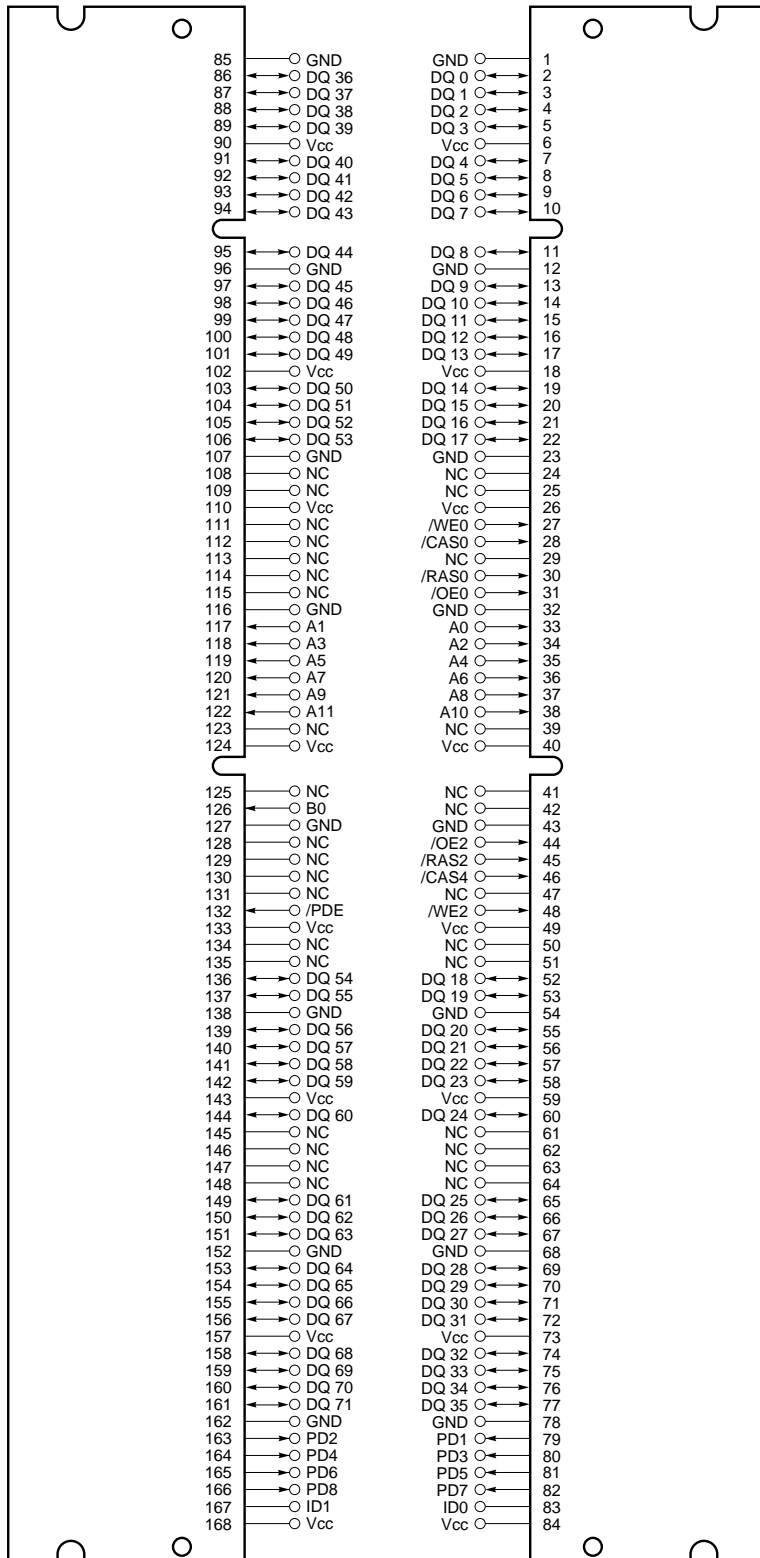 85 GND GND 1
86 DQ 36 DQ 0 2
87 DQ 37 DQ 1 3
88 DQ 38 DQ 2 4
89 DQ 39 DQ 3 5
90 Vcc Vcc 6
91 DQ 40 DQ 4 7
92 DQ 41 DQ 5 8
93 DQ 42 DQ 6 9
94 DQ 43 DQ 7 10
95 DQ 44 DQ 8 11
96 GND GND 12
97 DQ 45 DQ 9 13
98 DQ 46 DQ 10 14
99 DQ 47 DQ 11 15
100 DQ 48 DQ 12 16
101 DQ 49 DQ 13 17
102 Vcc Vcc 18
103 DQ 50 DQ 14 19
104 DQ 51 DQ 15 20
105 DQ 52 DQ 16 21
106 DQ 53 DQ 17 22
107 GND GND 23
108 NC NC 24
109 NC NC 25
110 Vcc Vcc 26
111 NC /WE0 27
112 NC /CAS0 28
113 NC NC 29
114 NC /RAS0 30
115 NC /OE0 31
116 GND GND 32
117 A1 A0 33
118 A3 A2 34
119 A5 A4 35
120 A7 A6 36
121 A9 A8 37
122 A11 A10 38
123 NC NC 39
124 Vcc Vcc 40
125 NC NC 41
126 B0 NC 42
127 GND GND 43
128 NC /OE2 44
129 NC /RAS2 45
130 NC /CAS4 46
131 NC NC 47
132 /PDE /WE2 48
133 Vcc Vcc 49
134 NC NC 50
135 NC NC 51
136 DQ 54 DQ 18 52
137 DQ 55 DQ 19 53
138 GND GND 54
139 DQ 56 DQ 20 55
140 DQ 57 DQ 21 56
141 DQ 58 DQ 22 57
142 DQ 59 DQ 23 58
143 Vcc Vcc 59
144 DQ 60 DQ 24 60
145 NC NC 61
146 NC NC 62
147 NC NC 63
148 NC NC 64
149 DQ 61 DQ 25 65
150 DQ 62 DQ 26 66
151 DQ 63 DQ 27 67
152 GND GND 68
153 DQ 64 DQ 28 69
154 DQ 65 DQ 29 70
155 DQ 66 DQ 30 71
156 DQ 67 DQ 31 72
157 Vcc Vcc 73
158 DQ 68 DQ 32 74
159 DQ 69 DQ 33 75
160 DQ 70 DQ 34 76
161 DQ 71 DQ 35 77
162 GND GND 78
163 PD2 PD1 79
164 PD4 PD3 80
165 PD6 PD5 81
166 PD8 PD7 82
167 ID1 ID0 83
168 Vcc Vcc 84